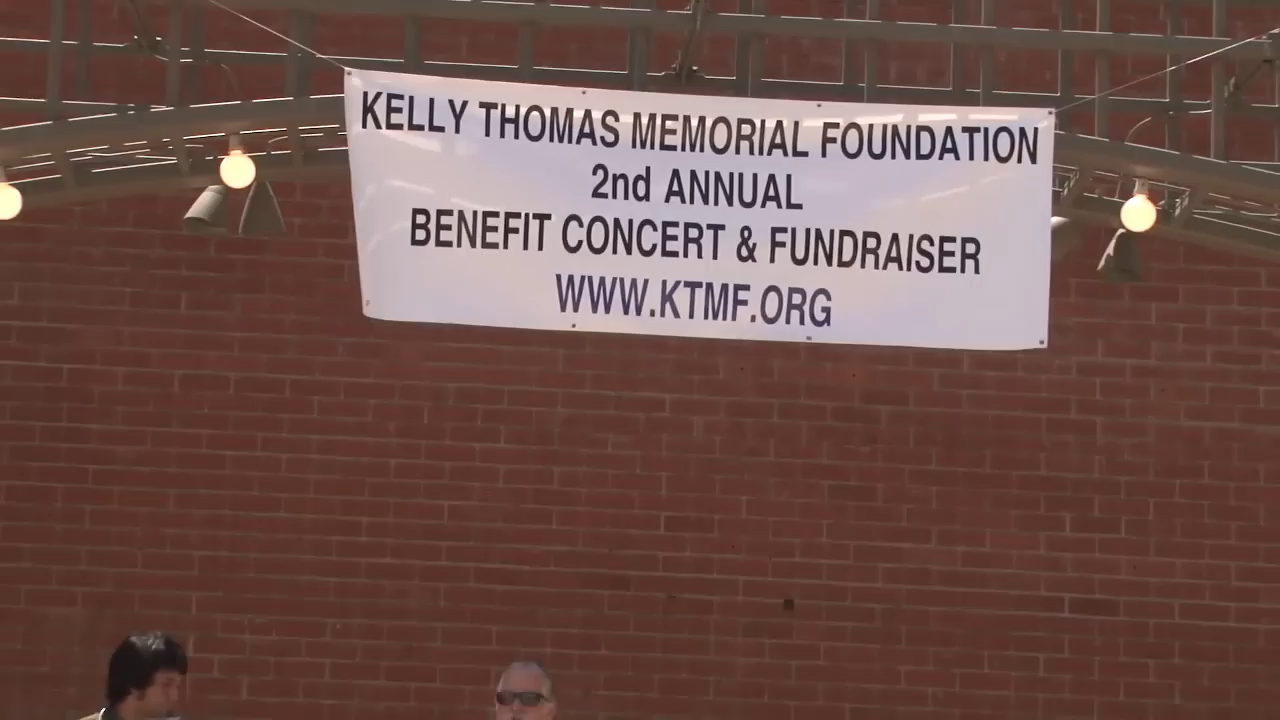 KELLY THOMAS MEMORIAL FOUNDATION
2nd ANNUAL
BENEFIT CONCERT & FUNDRAISER
WWW.KTMF.ORG